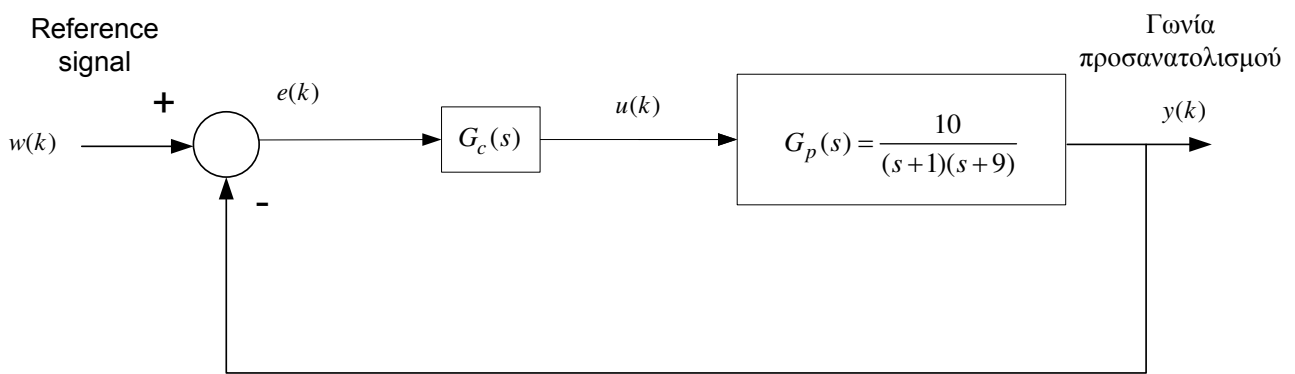 Reference
signal
Γωνία
προσανατολισμού
+
e(k)
u(k)
y(k)
w(k)
G_c(s)
G_p(s) = 10 / ((s+1)(s+9))
-